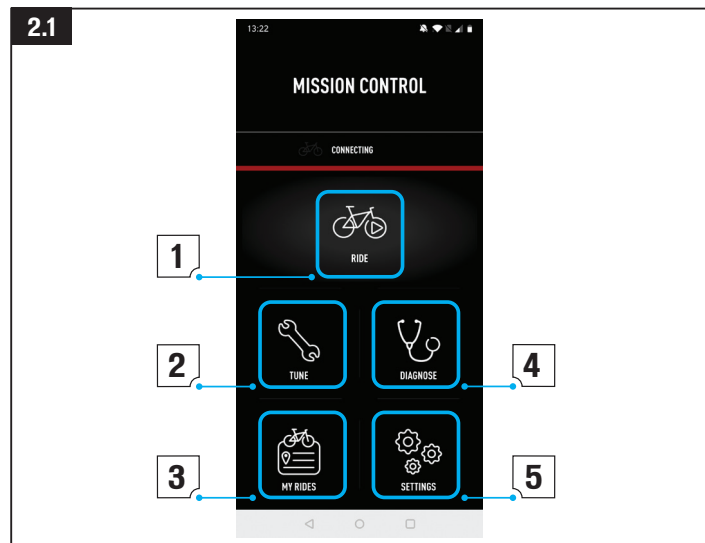 2.1
13:22
MISSION CONTROL
CONNECTING
1
RIDE
2
TUNE
DIAGNOSE
4
3
MY RIDES
SETTINGS
5